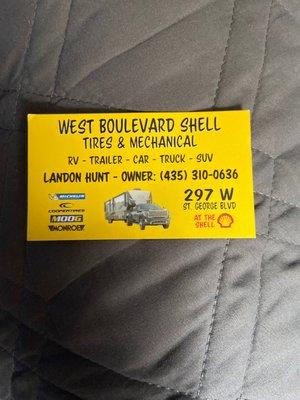 WEST BOULEVARD SHELL
TIRES & MECHANICAL
RV - TRAILER - CAR - TRUCK - SUV
LANDON HUNT - OWNER: (435) 310-0636
MICHELIN
COOPERTIRES
MOOG
MONROE
297 W
ST. GEORGE BLVD
AT THE
SHELL